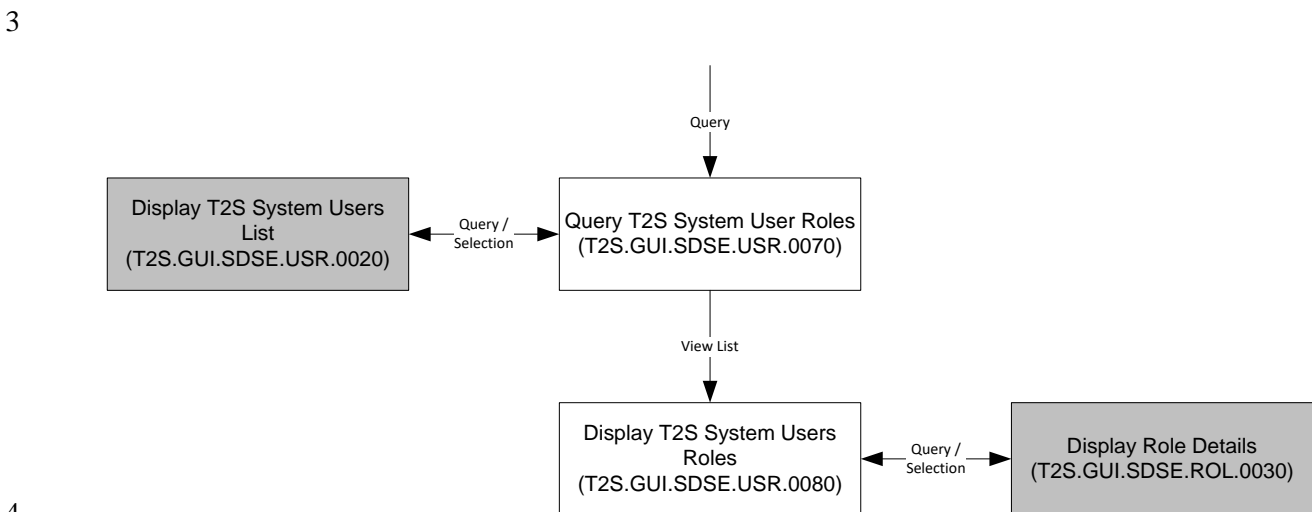 3
Query
Display T2S System Users
List
(T2S.GUI.SDSE.USR.0020)
Query /
Selection
Query T2S System User Roles
(T2S.GUI.SDSE.USR.0070)
View List
Display T2S System Users
Roles
(T2S.GUI.SDSE.USR.0080)
Query /
Selection
Display Role Details
(T2S.GUI.SDSE.ROL.0030)
4